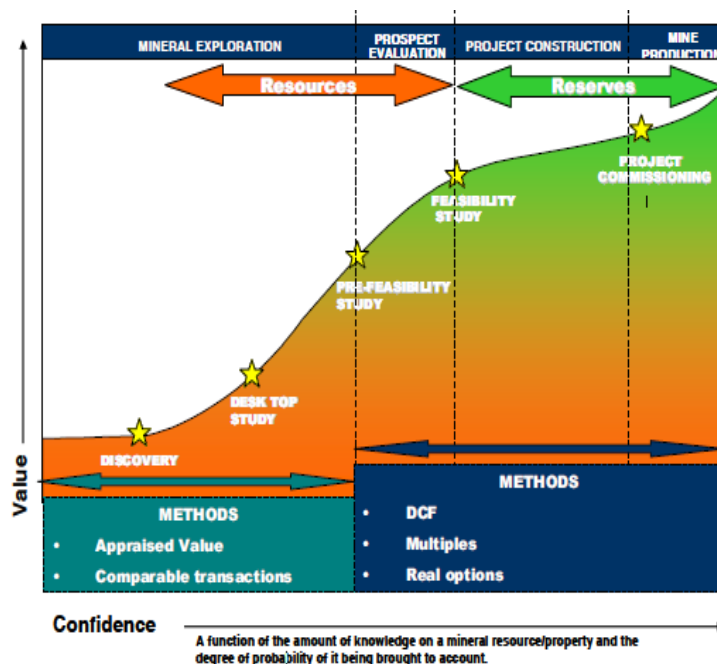 MINERAL EXPLORATION
PROSPECT
EVALUATION
PROJECT CONSTRUCTION
MINE
PRODUCTION
Resources
Reserves
PROJECT
COMMISSIONING
FEASIBILITY
STUDY
PRE-FEASIBILITY
STUDY
DESK TOP
STUDY
DISCOVERY
Value
METHODS
• Appraised Value
• Comparable transactions
METHODS
• DCF
• Multiples
• Real options
Confidence
A function of the amount of knowledge on a mineral resource/property and the
degree of probability of it being brought to account.